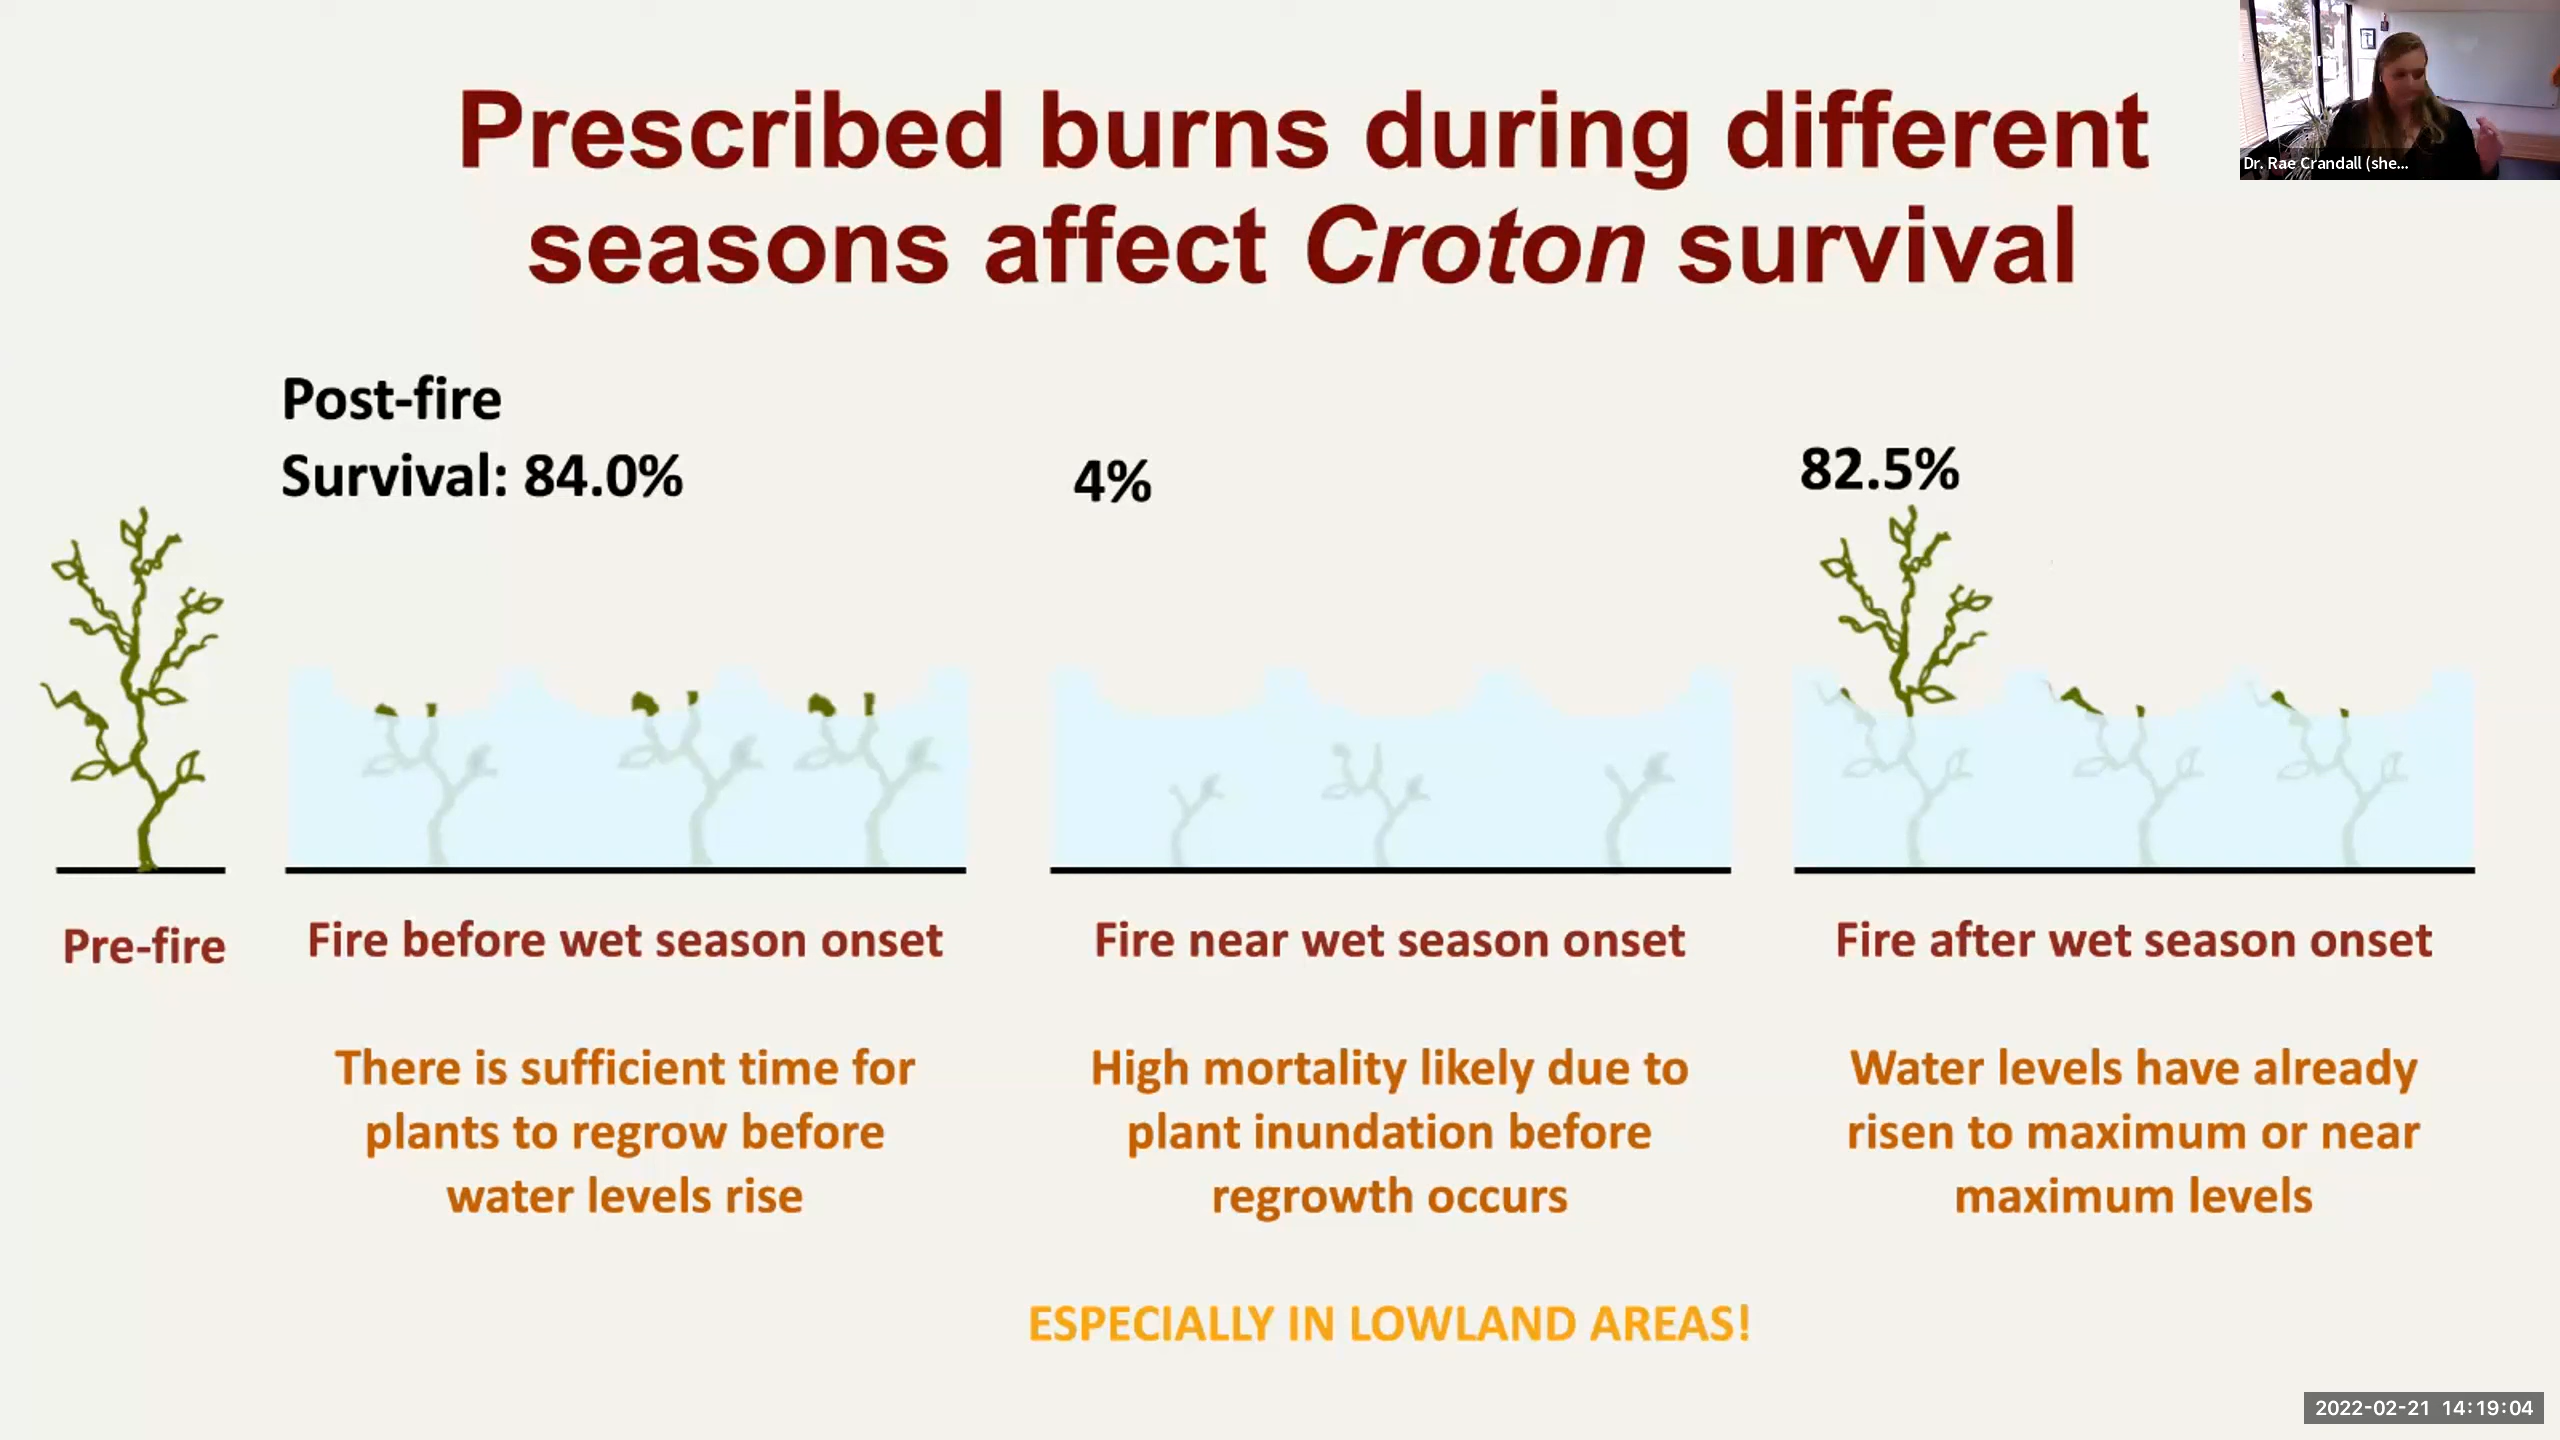 Prescribed burns during different
seasons affect Croton survival
Dr. Rae Crandall (she...
Post-fire
Survival: 84.0%
4%
82.5%
Pre-fire
Fire before wet season onset
Fire near wet season onset
Fire after wet season onset
There is sufficient time for
plants to regrow before
water levels rise
High mortality likely due to
plant inundation before
regrowth occurs
Water levels have already
risen to maximum or near
maximum levels
ESPECIALLY IN LOWLAND AREAS!
2022-02-21 14:19:04